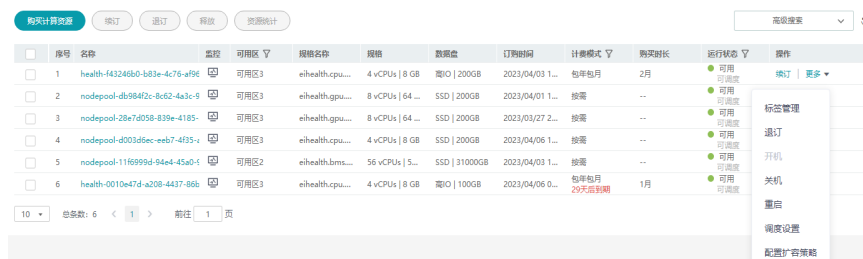 购买计算资源 续订 退订 释放 资源统计 高级搜索
序号 名称 监控 可用区 规格名称 规格 数据盘 订购时间 计费模式 购买时长 运行状态 操作
1 health-f43246b0-b83e-4c76-af96 可用区3 eihealth.cpu.... 4 vCPUs | 8 GB 高IO | 200GB 2023/04/03 1... 包年包月 2月 可用 续订 | 更多
可调度
2 nodepool-db984f2c-8c62-4a3c-9 可用区3 eihealth.gpu.... 8 vCPUs | 64 ... SSD | 200GB 2023/04/01 1... 按需 -- 可用
可调度
3 nodepool-28e7d058-839e-4185- 可用区3 eihealth.gpu.... 8 vCPUs | 64 ... SSD | 200GB 2023/03/27 2... 按需 -- 可用
可调度
4 nodepool-d003d6ec-eeb7-4f35-a 可用区3 eihealth.cpu.... 4 vCPUs | 8 GB SSD | 200GB 2023/04/06 1... 按需 -- 可用
可调度
5 nodepool-11f6999d-94e4-45a0-9 可用区2 eihealth.bms.... 56 vCPUs | 5... SSD | 31000GB 2023/04/03 1... 按需 -- 可用
可调度
6 health-0010e47d-a208-4437-86b 可用区3 eihealth.cpu.... 4 vCPUs | 8 GB 高IO | 100GB 2023/04/06 0... 包年包月 1月 可用
29天后到期 可调度
标签管理
退订
开机
关机
重启
调度设置
配置扩容策略
10 总条数: 6 < 1 > 前往 1 页